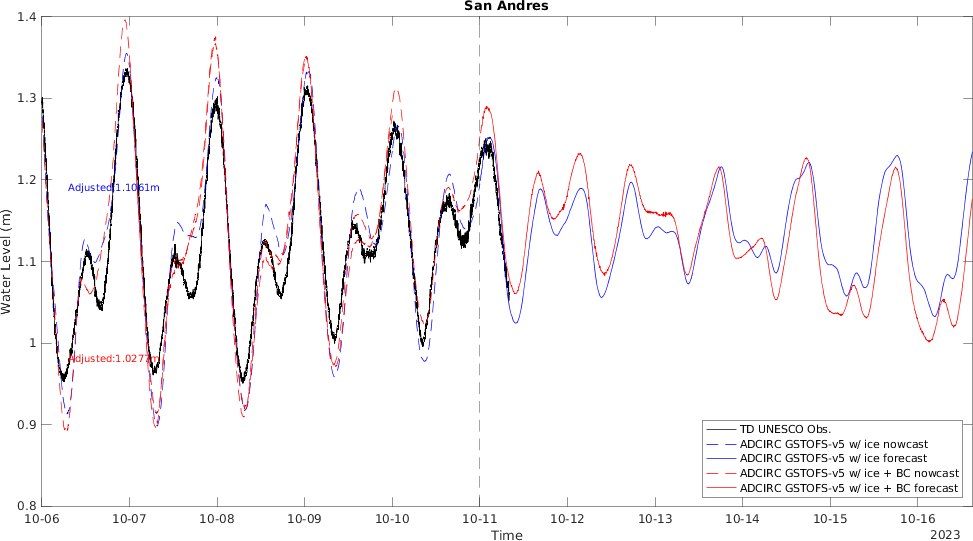 San Andres
1.4
1.3
1.2
1.1
1
0.9
0.8
Water Level (m)
Adjusted:1.1061m
Adjusted:1.0277m
TD UNESCO Obs.
ADCIRC GSTOFS-v5 w/ ice nowcast
ADCIRC GSTOFS-v5 w/ ice forecast
ADCIRC GSTOFS-v5 w/ ice + BC nowcast
ADCIRC GSTOFS-v5 w/ ice + BC forecast
10-06 10-07 10-08 10-09 10-10 10-11 10-12 10-13 10-14 10-15 10-16
Time
2023